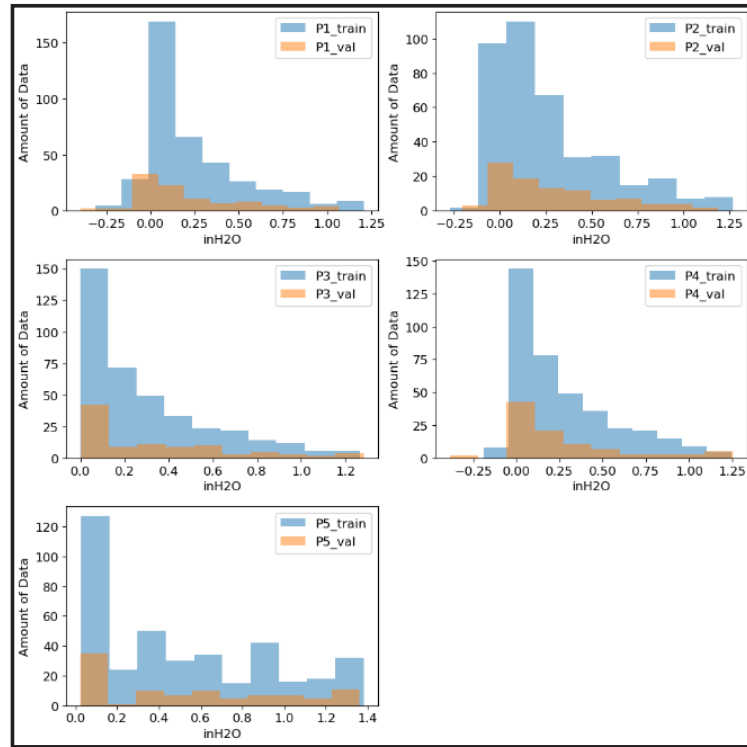 P1_train
P1_val
Amount of Data
150
100
50
0
−0.25 0.00 0.25 0.50 0.75 1.00 1.25
inH2O
P2_train
P2_val
Amount of Data
100
80
60
40
20
0
−0.25 0.00 0.25 0.50 0.75 1.00 1.25
inH2O
P3_train
P3_val
Amount of Data
150
125
100
75
50
25
0
0.0 0.2 0.4 0.6 0.8 1.0 1.2
inH2O
P4_train
P4_val
Amount of Data
150
125
100
75
50
25
0
−0.25 0.00 0.25 0.50 0.75 1.00 1.25
inH2O
P5_train
P5_val
Amount of Data
120
100
80
60
40
20
0
0.0 0.2 0.4 0.6 0.8 1.0 1.2 1.4
inH2O